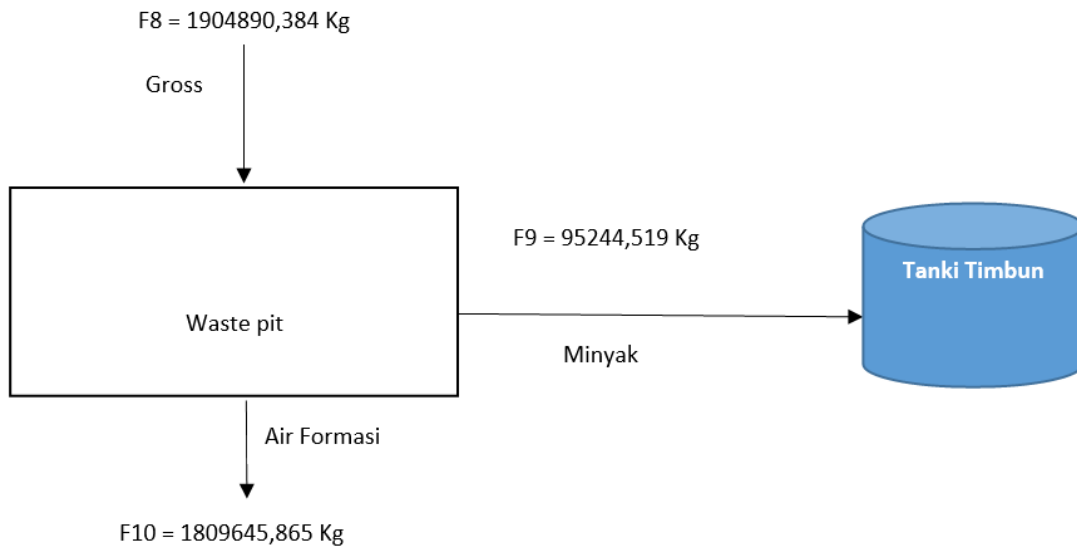 F8 = 1904890,384 Kg
Gross
F9 = 95244,519 Kg
Tanki Timbun
Waste pit
Minyak
Air Formasi
F10 = 1809645,865 Kg